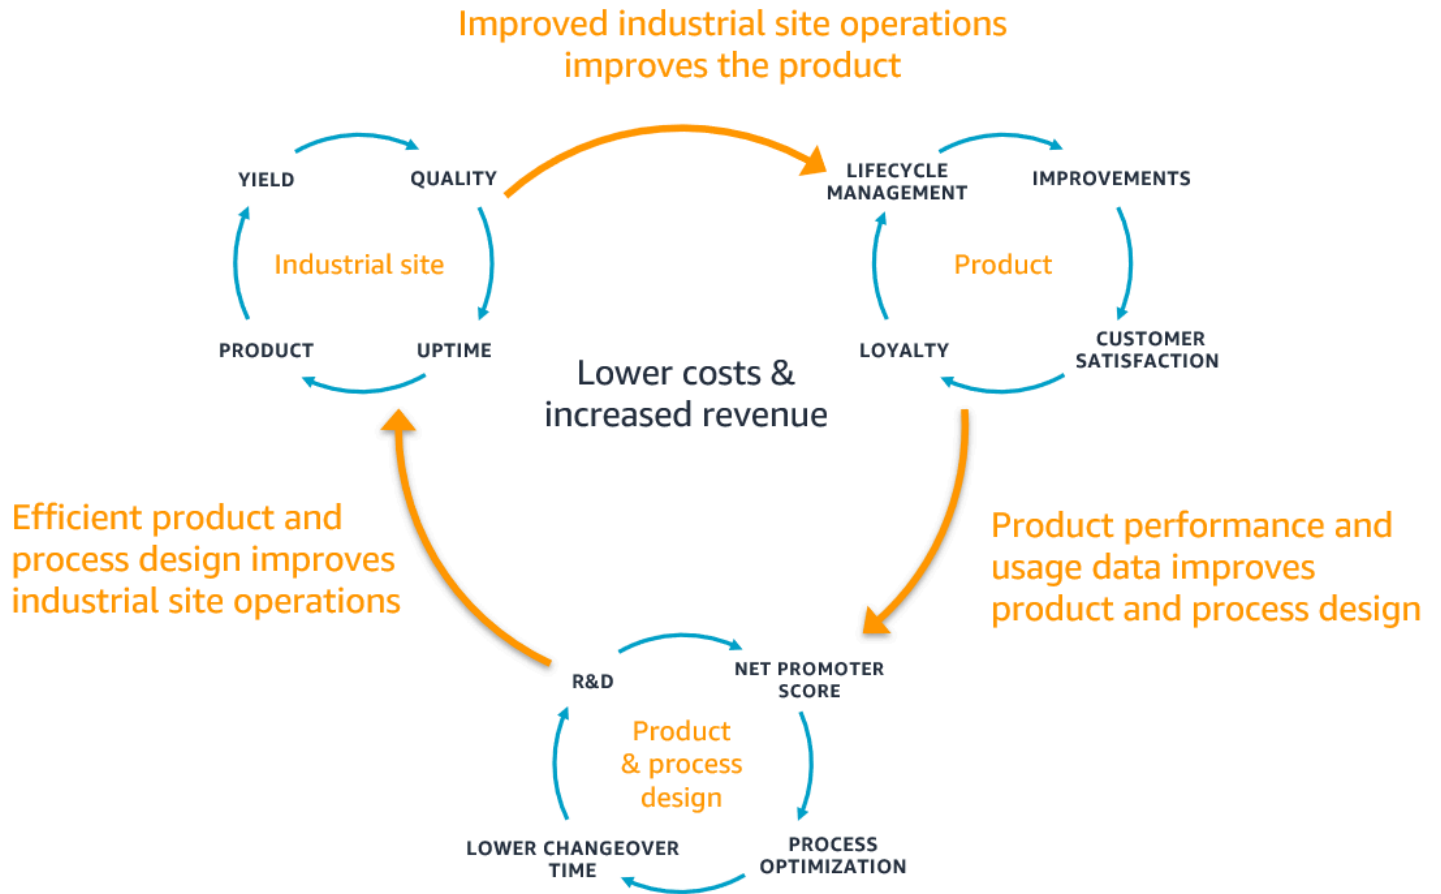 Improved industrial site operations
improves the product
YIELD
QUALITY
Industrial site
PRODUCT
UPTIME
LIFECYCLE
MANAGEMENT
IMPROVEMENTS
Product
LOYALTY
CUSTOMER
SATISFACTION
Lower costs &
increased revenue
Efficient product and
process design improves
industrial site operations
Product performance and
usage data improves
product and process design
R&D
NET PROMOTER
SCORE
Product
& process
design
LOWER CHANGEOVER
TIME
PROCESS
OPTIMIZATION